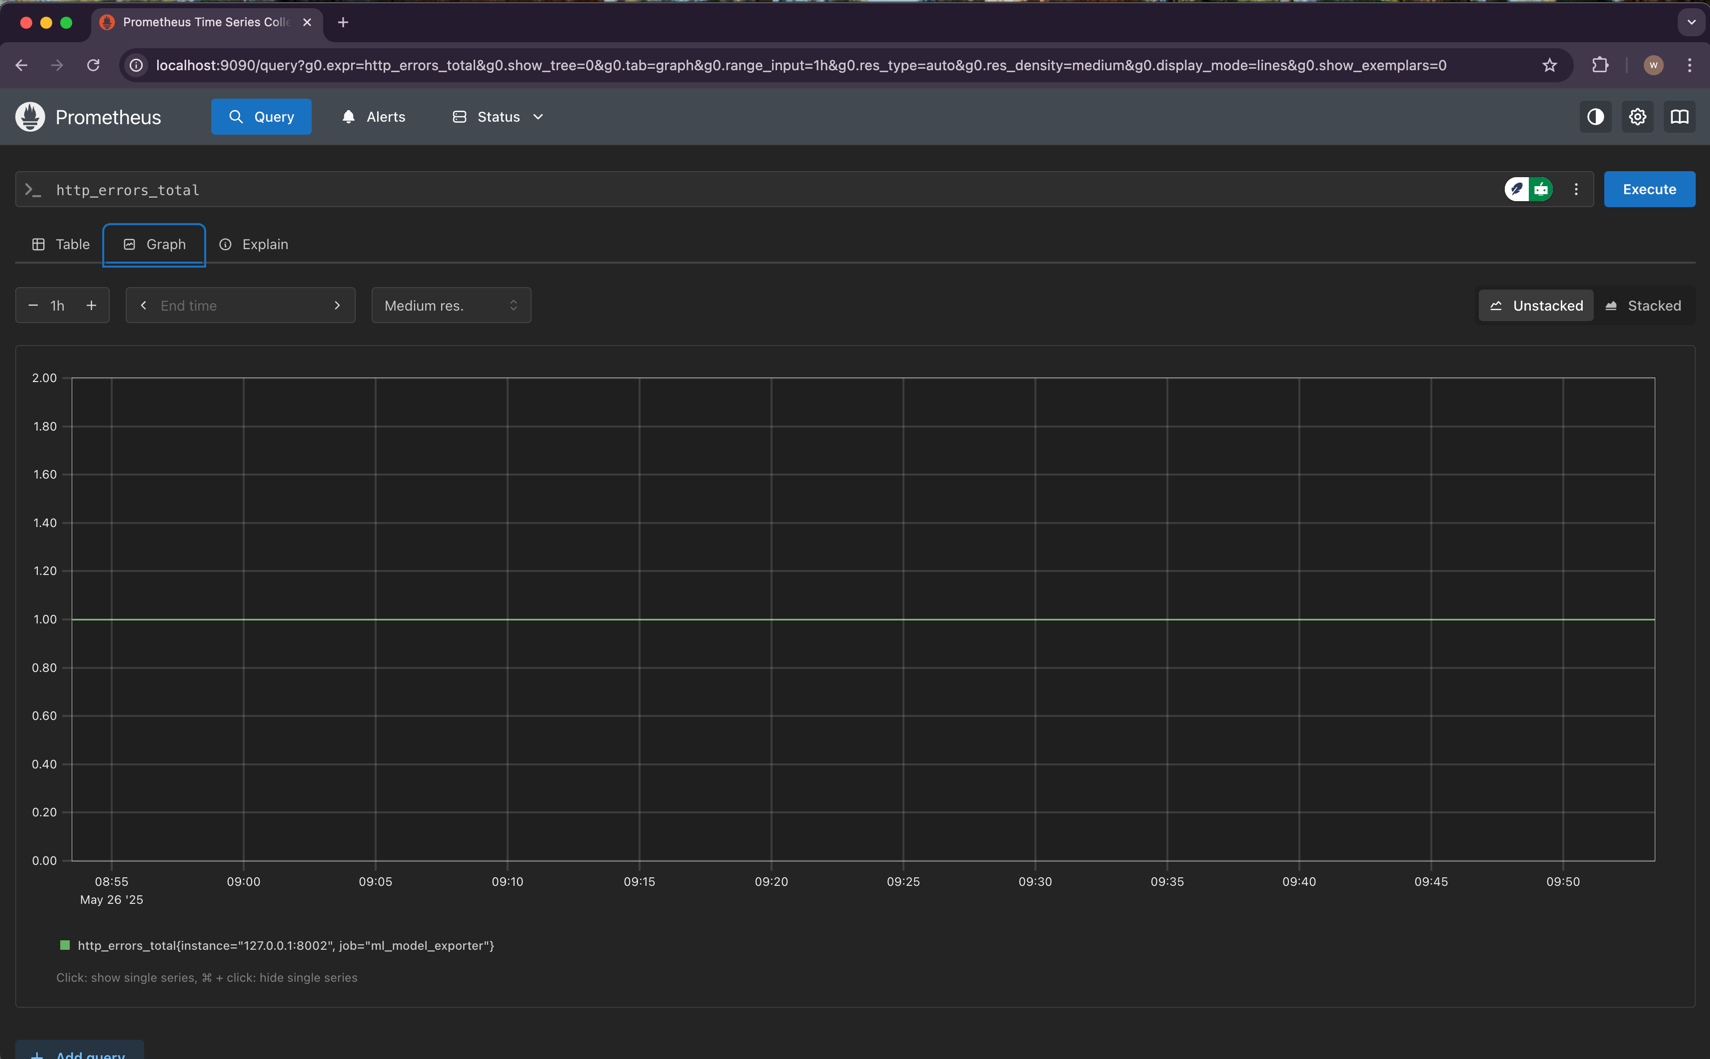 Prometheus Time Series Colle
localhost:9090/query?g0.expr=http_errors_total&g0.show_tree=0&g0.tab=graph&g0.range_input=1h&g0.res_type=auto&g0.res_density=medium&g0.display_mode=lines&g0.show_exemplars=0
W
Prometheus Query Alerts Status
>_ http_errors_total Execute
Table Graph Explain
− 1h + End time Medium res. Unstacked Stacked
2.00
1.80
1.60
1.40
1.20
1.00
0.80
0.60
0.40
0.20
0.00
08:55 09:00 09:05 09:10 09:15 09:20 09:25 09:30 09:35 09:40 09:45 09:50
May 26 '25
http_errors_total{instance="127.0.0.1:8002", job="ml_model_exporter"}
Click: show single series, ⌘ + click: hide single series
+ Add query